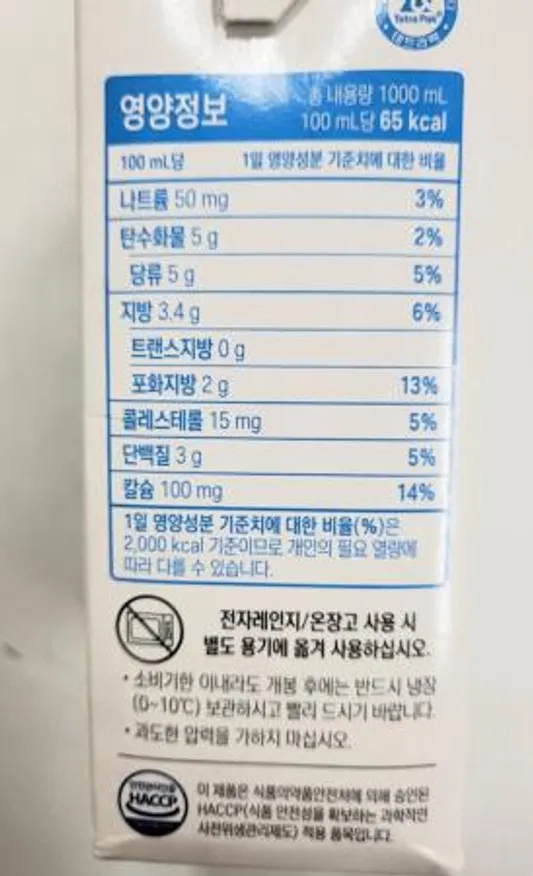 Tetra Pak
테트라팩
영양정보
총 내용량 1000 mL
100 mL당 65 kcal
100 mL당 1일 영양성분 기준치에 대한 비율
나트륨 50 mg 3%
탄수화물 5 g 2%
당류 5 g 5%
지방 3.4 g 6%
트랜스지방 0 g
포화지방 2 g 13%
콜레스테롤 15 mg 5%
단백질 3 g 5%
칼슘 100 mg 14%
1일 영양성분 기준치에 대한 비율(%)은
2,000 kcal 기준이므로 개인의 필요 열량에
따라 다를 수 있습니다.
전자레인지/온장고 사용 시
별도 용기에 옮겨 사용하십시오.
• 소비기한 이내라도 개봉 후에는 반드시 냉장
(0~10℃) 보관하시고 빨리 드시기 바랍니다.
• 과도한 압력을 가하지 마십시오.
HACCP
이 제품은 식품의약품안전처에 의해 승인된
HACCP(식품 안전성을 확보하는 과학적인
사전위생관리제도) 적용 품목입니다.